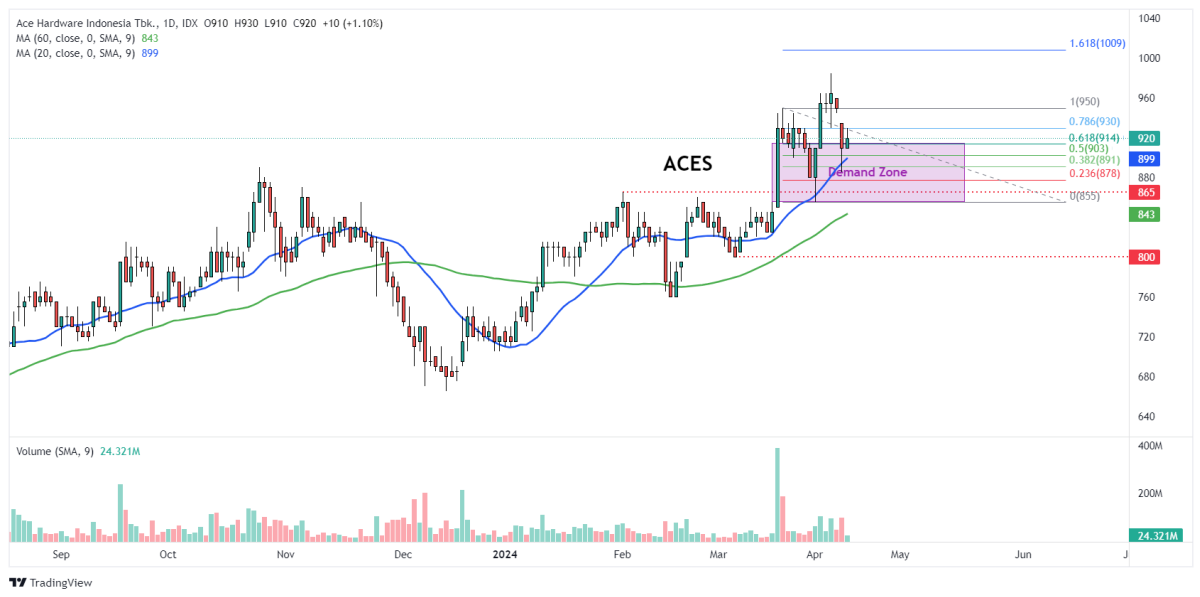 Ace Hardware Indonesia Tbk., 1D, IDX O910 H930 L910 C920 +10 (+1.10%)
MA (60, close, 0, SMA, 9) 843
MA (20, close, 0, SMA, 9) 899
1040
1.618(1009)
1000
960
1(950)
0.786(930)
0.618(914)
920
0.5(903)
ACES
0.382(891)
899
Demand Zone
0.236(878)
880
0(855)
865
843
800
760
720
680
640
Volume (SMA, 9) 24.321M
400M
200M
24.321M
Sep Oct Nov Dec 2024 Feb Mar Apr May Jun J
TradingView